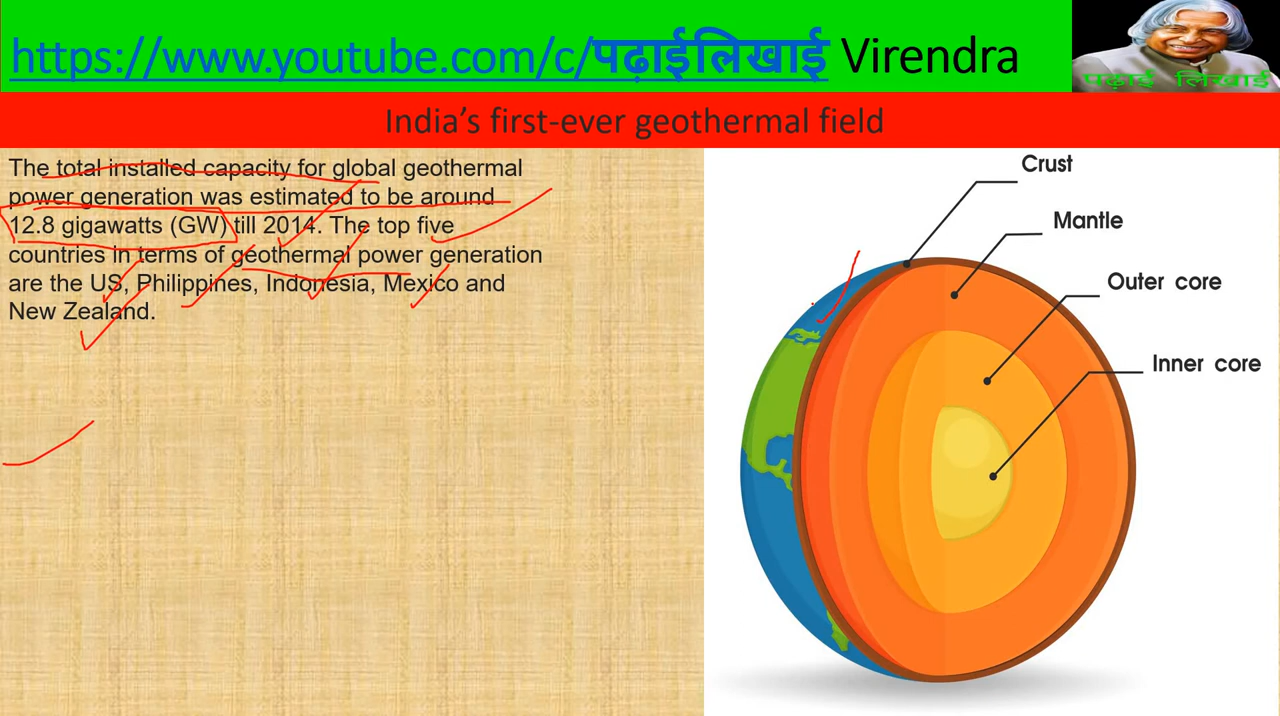 https://www.youtube.com/c/पढ़ाईलिखाई Virendra
पढ़ाई लिखाई
India’s first-ever geothermal field
The total installed capacity for global geothermal
power generation was estimated to be around
12.8 gigawatts (GW) till 2014. The top five
countries in terms of geothermal power generation
are the US, Philippines, Indonesia, Mexico and
New Zealand.
Crust
Mantle
Outer core
Inner core